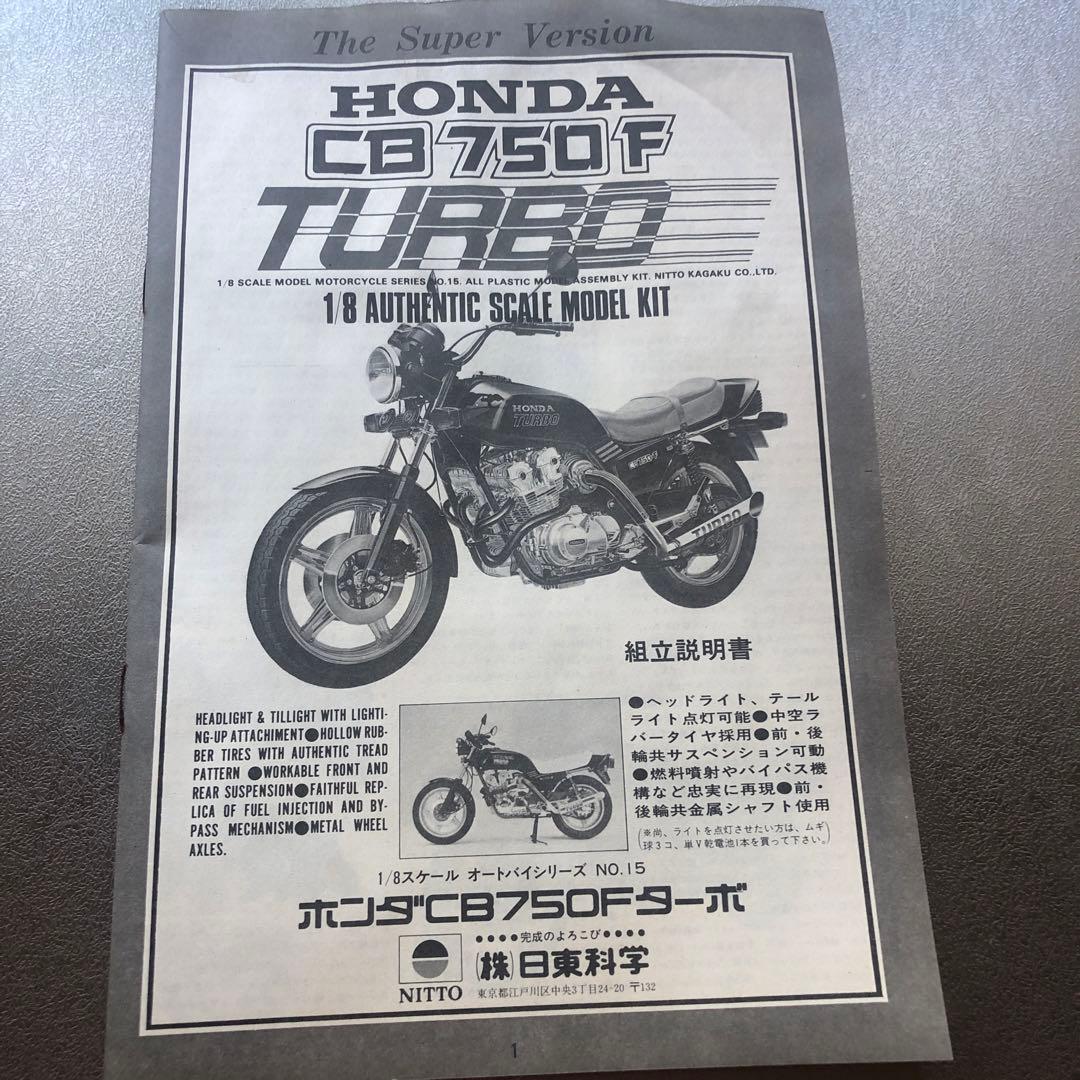 The Super Version
HONDA
CB750F
TURBO
1/8 SCALE MODEL MOTORCYCLE SERIES NO.15. ALL PLASTIC MODEL ASSEMBLY KIT. NITTO KAGAKU CO.,LTD.
1/8 AUTHENTIC SCALE MODEL KIT
HONDA
TURBO
CB750F
TURBO
組立説明書
HEADLIGHT & TILLIGHT WITH LIGHTI-
NG-UP ATTACHIMENT●HOLLOW RUB-
BER TIRES WITH AUTHENTIC TREAD
PATTERN ●WORKABLE FRONT AND
REAR SUSPENSION●FAITHFUL REP-
LICA OF FUEL INJECTION AND BY-
PASS MECHANISM●METAL WHEEL
AXLES.
●ヘッドライト、テール
ライト点灯可能●中空ラ
バータイヤ採用●前・後
輪共サスペンション可動
●燃料噴射やバイパス機
構など忠実に再現●前・
後輪共金属シャフト使用
(※尚、ライトを点灯させたい方は、ムギ
球3コ、単V乾電池1本を買って下さい。)
1/8スケール オートバイシリーズ NO.15
ホンダCB750Fターボ
●●●●完成のよろこび●●●●
NITTO
(株)日東科学
東京都江戸川区中央3丁目24-20 〒132
1
1